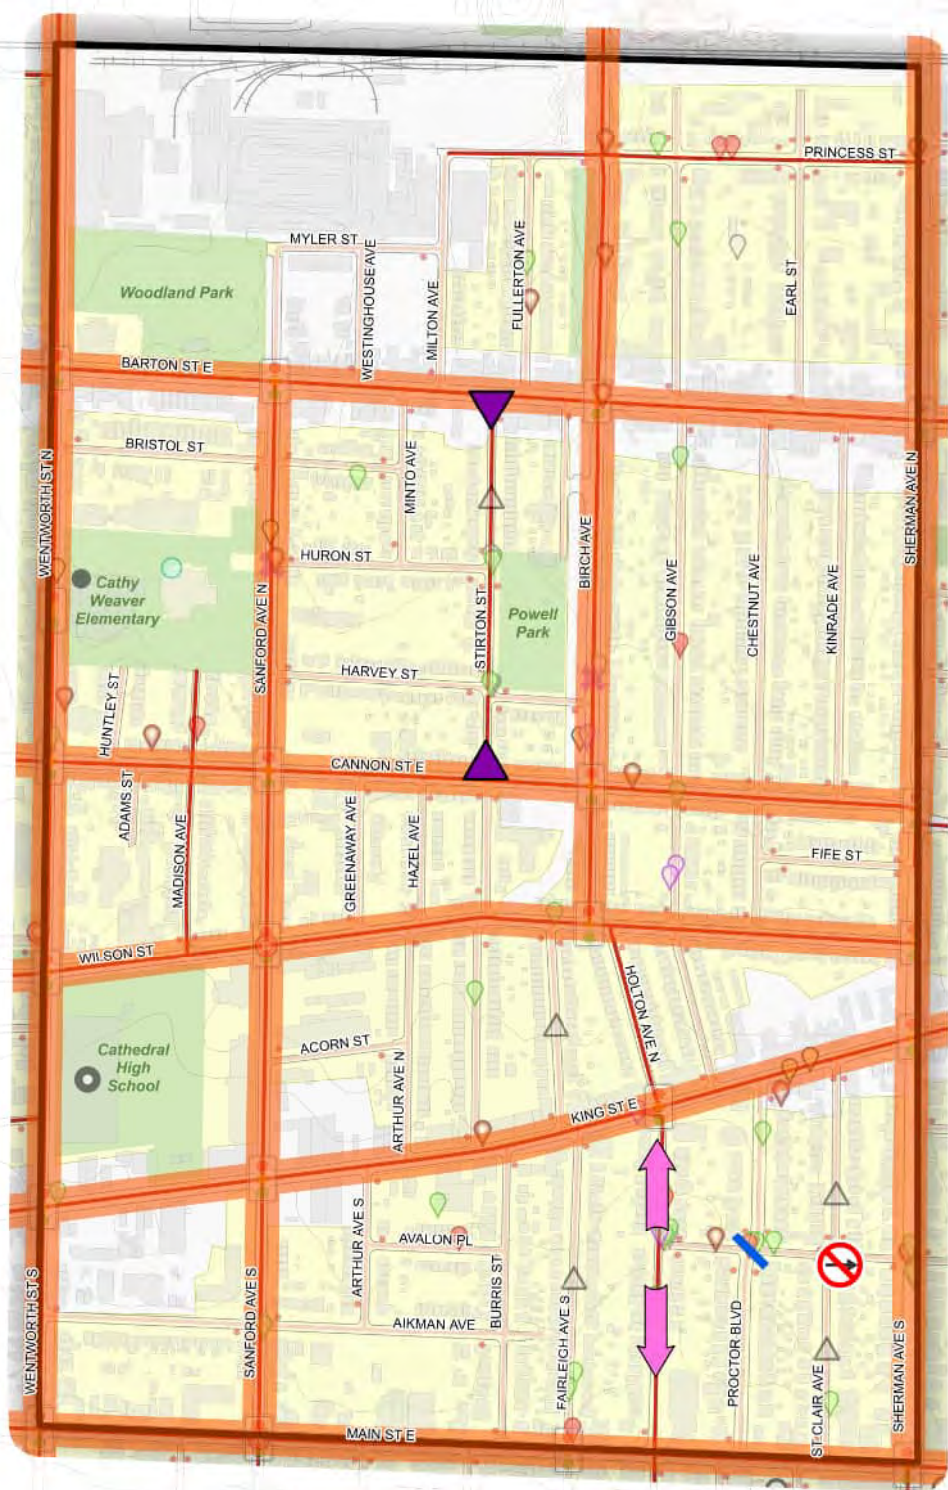 PRINCESS ST
MYLER ST
WESTINGHOUSE AVE
MILTON AVE
FULLERTON AVE
EARL ST
Woodland Park
BARTON ST E
BRISTOL ST
MINTO AVE
WENTWORTH ST N
SHERMAN AVE N
HURON ST
BIRCH AVE
Cathy
Weaver
Elementary
SANFORD AVE N
STIRTON ST
Powell
Park
GIBSON AVE
CHESTNUT AVE
KINRADE AVE
HARVEY ST
HUNTLEY ST
CANNON ST E
ADAMS ST
MADISON AVE
GREENAWAY AVE
HAZEL AVE
FIFE ST
WILSON ST
HOLTON AVE N
ACORN ST
Cathedral
High
School
ARTHUR AVE N
KING ST E
ARTHUR AVE S
AVALON PL
BURRIS ST
WENTWORTH ST S
SANFORD AVE S
AIKMAN AVE
FAIRLEIGH AVE S
PROCTOR BLVD
ST CLAIR AVE
SHERMAN AVE S
MAIN ST E